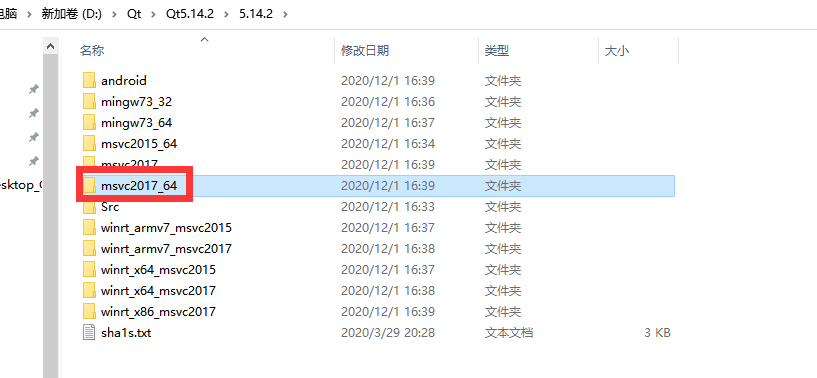 电脑 > 新加卷 (D:) > Qt > Qt5.14.2 > 5.14.2 >
名称 修改日期 类型 大小
android 2020/12/1 16:39 文件夹
mingw73_32 2020/12/1 16:36 文件夹
mingw73_64 2020/12/1 16:37 文件夹
msvc2015_64 2020/12/1 16:34 文件夹
msvc2017 2020/12/1 16:39 文件夹
esktop_ msvc2017_64 2020/12/1 16:39 文件夹
Src 2020/12/1 16:33 文件夹
winrt_armv7_msvc2015 2020/12/1 16:37 文件夹
winrt_armv7_msvc2017 2020/12/1 16:38 文件夹
winrt_x64_msvc2015 2020/12/1 16:37 文件夹
winrt_x64_msvc2017 2020/12/1 16:38 文件夹
winrt_x86_msvc2017 2020/12/1 16:39 文件夹
sha1s.txt 2020/3/29 20:28 文本文档 3 KB